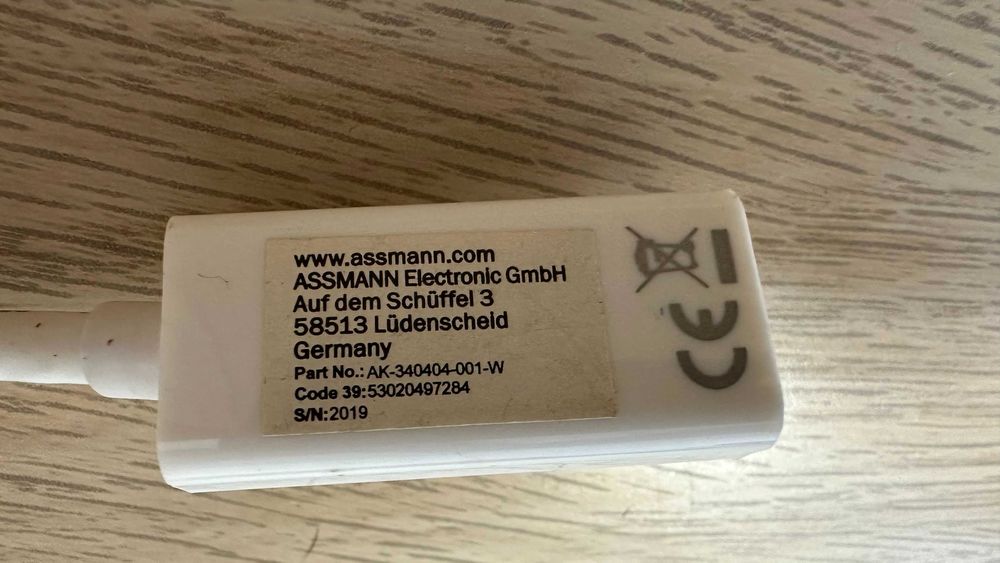 www.assmann.com
ASSMANN Electronic GmbH
Auf dem Schüffel 3
58513 Lüdenscheid
Germany
Part No.: AK-340404-001-W
Code 39: 53020497284
S/N: 2019
CE